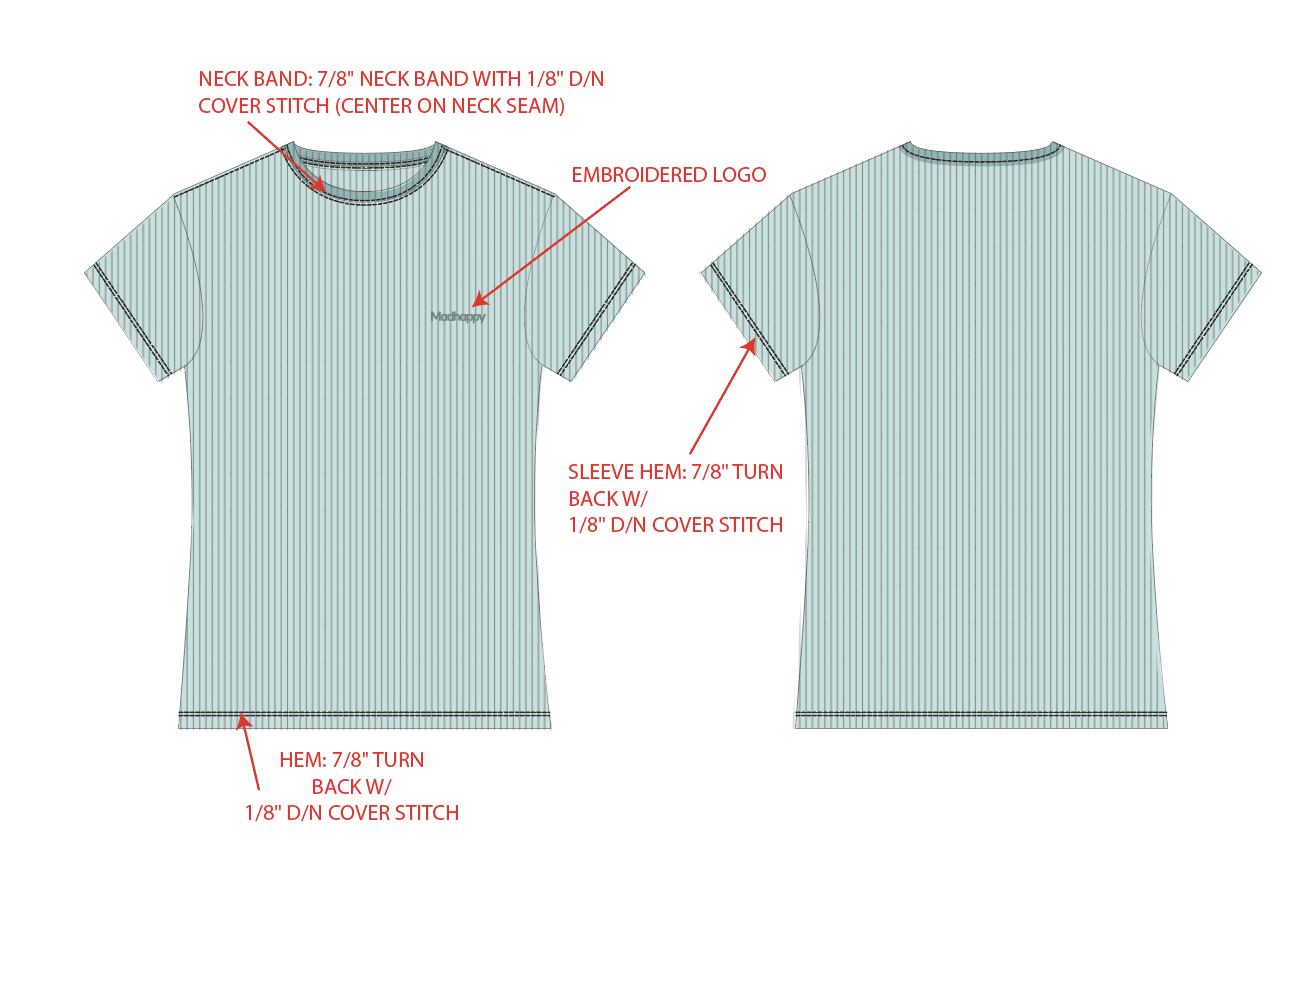 NECK BAND: 7/8" NECK BAND WITH 1/8" D/N
COVER STITCH (CENTER ON NECK SEAM)
EMBROIDERED LOGO
Madhappy
SLEEVE HEM: 7/8" TURN
BACK W/
1/8" D/N COVER STITCH
HEM: 7/8" TURN
BACK W/
1/8" D/N COVER STITCH